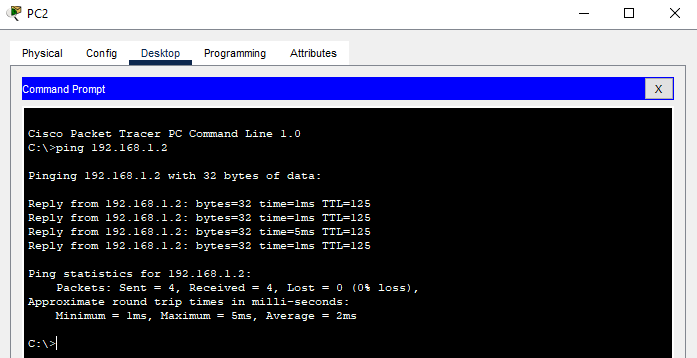 PC2
Physical Config Desktop Programming Attributes
Command Prompt X
Cisco Packet Tracer PC Command Line 1.0
C:\>ping 192.168.1.2
Pinging 192.168.1.2 with 32 bytes of data:
Reply from 192.168.1.2: bytes=32 time=1ms TTL=125
Reply from 192.168.1.2: bytes=32 time=1ms TTL=125
Reply from 192.168.1.2: bytes=32 time=5ms TTL=125
Reply from 192.168.1.2: bytes=32 time=1ms TTL=125
Ping statistics for 192.168.1.2:
Packets: Sent = 4, Received = 4, Lost = 0 (0% loss),
Approximate round trip times in milli-seconds:
Minimum = 1ms, Maximum = 5ms, Average = 2ms
C:\>